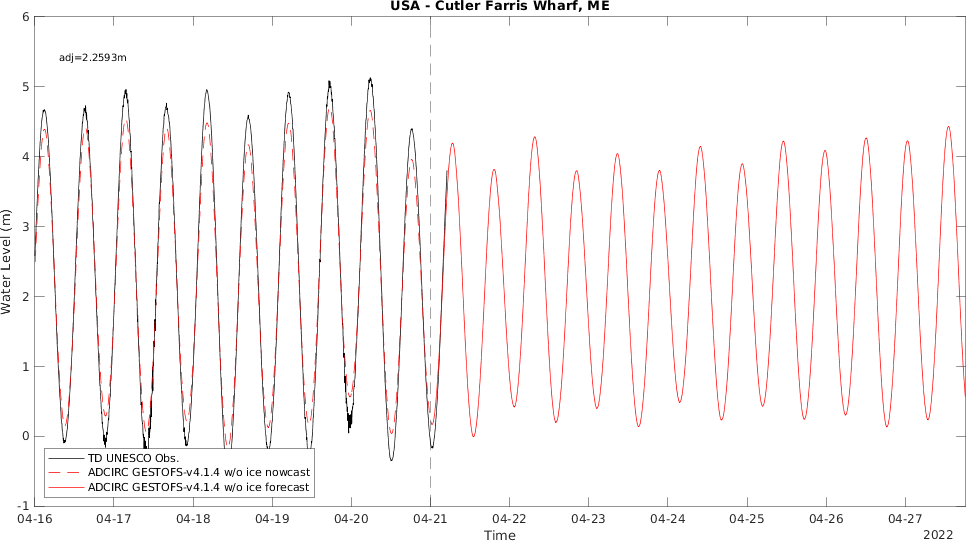 USA - Cutler Farris Wharf, ME
6
adj=2.2593m
5
4
3
2
1
0
-1
Water Level (m)
TD UNESCO Obs.
ADCIRC GESTOFS-v4.1.4 w/o ice nowcast
ADCIRC GESTOFS-v4.1.4 w/o ice forecast
04-16 04-17 04-18 04-19 04-20 04-21 04-22 04-23 04-24 04-25 04-26 04-27
Time
2022